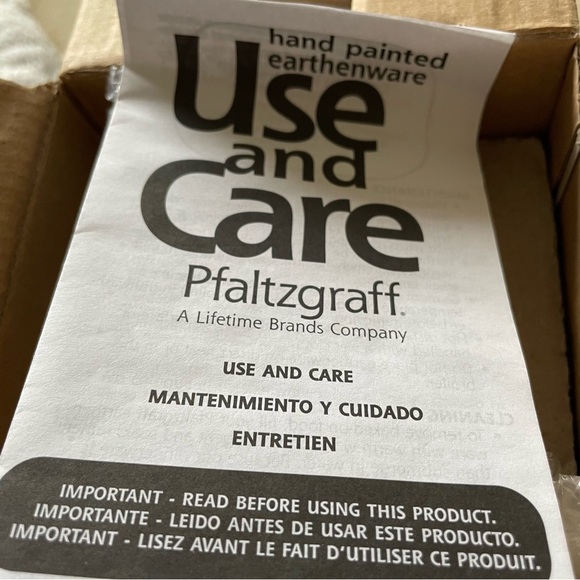 hand painted
earthenware
use
and
Care
Pfaltzgraff.
A Lifetime Brands Company
USE AND CARE
MANTENIMIENTO Y CUIDADO
ENTRETIEN
IMPORTANT - READ BEFORE USING THIS PRODUCT.
IMPORTANTE - LEIDO ANTES DE USAR ESTE PRODUCTO.
IMPORTANT - LISEZ AVANT LE FAIT D'UTILISER CE PRODUIT.